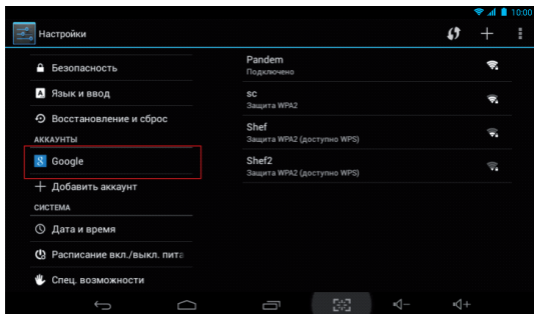 10:00
Настройки
Безопасность
Язык и ввод
Восстановление и сброс
АККАУНТЫ
Google
Добавить аккаунт
СИСТЕМА
Дата и время
Расписание вкл./выкл. пита
Спец. возможности
Pandem
Подключено
sc
Защита WPA2
Shef
Защита WPA2 (доступно WPS)
Shef2
Защита WPA2 (доступно WPS)